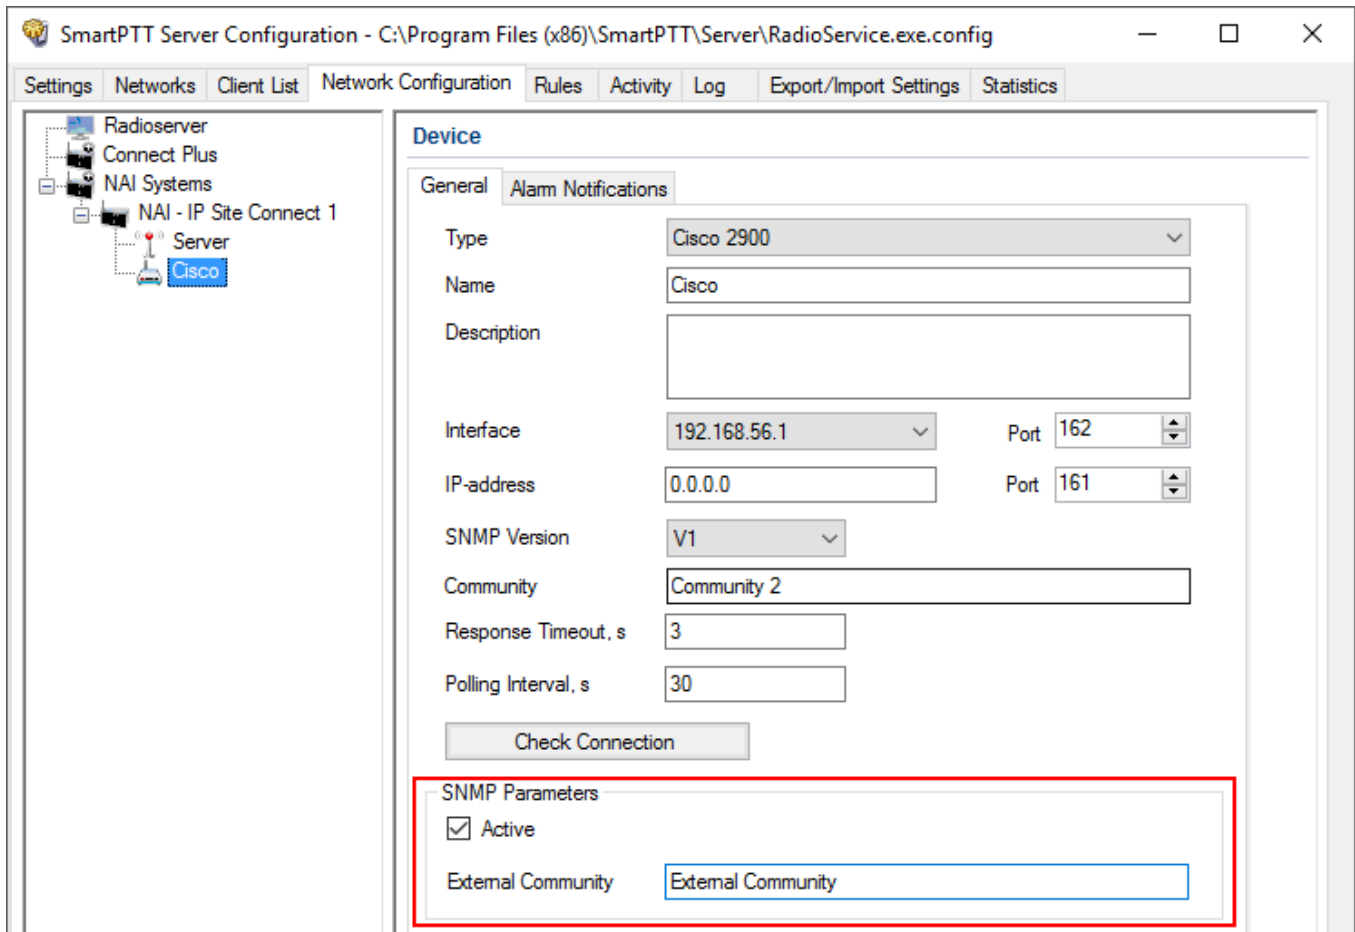 SmartPTT Server Configuration - C:\Program Files (x86)\SmartPTT\Server\RadioService.exe.config
Settings Networks Client List Network Configuration Rules Activity Log Export/Import Settings Statistics
Radioserver
Connect Plus
NAI Systems
NAI - IP Site Connect 1
Server
Cisco
Device
General Alarm Notifications
Type Cisco 2900
Name Cisco
Description
Interface 192.168.56.1 Port 162
IP-address 0.0.0.0 Port 161
SNMP Version V1
Community Community 2
Response Timeout, s 3
Polling Interval, s 30
Check Connection
SNMP Parameters
Active
External Community External Community